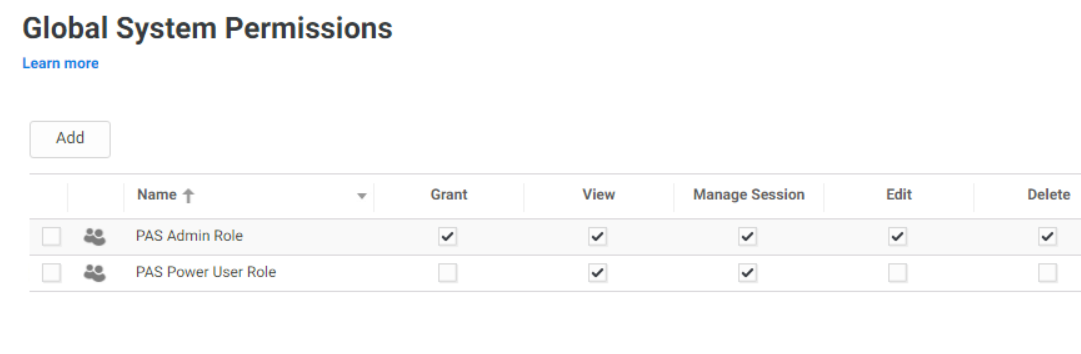 Global System Permissions
Learn more
Add
Name Grant View Manage Session Edit Delete
PAS Admin Role
PAS Power User Role